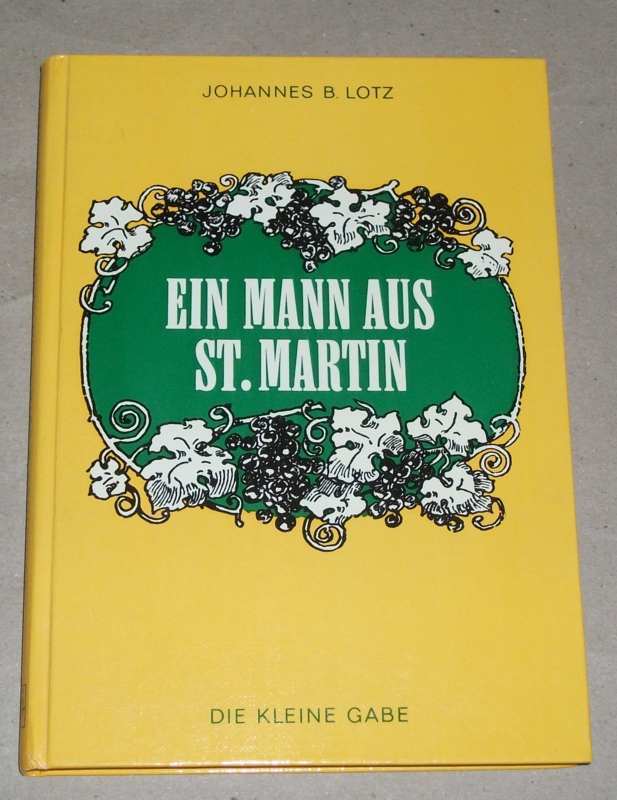 JOHANNES B. LOTZ
EIN MANN AUS
ST. MARTIN
DIE KLEINE GABE